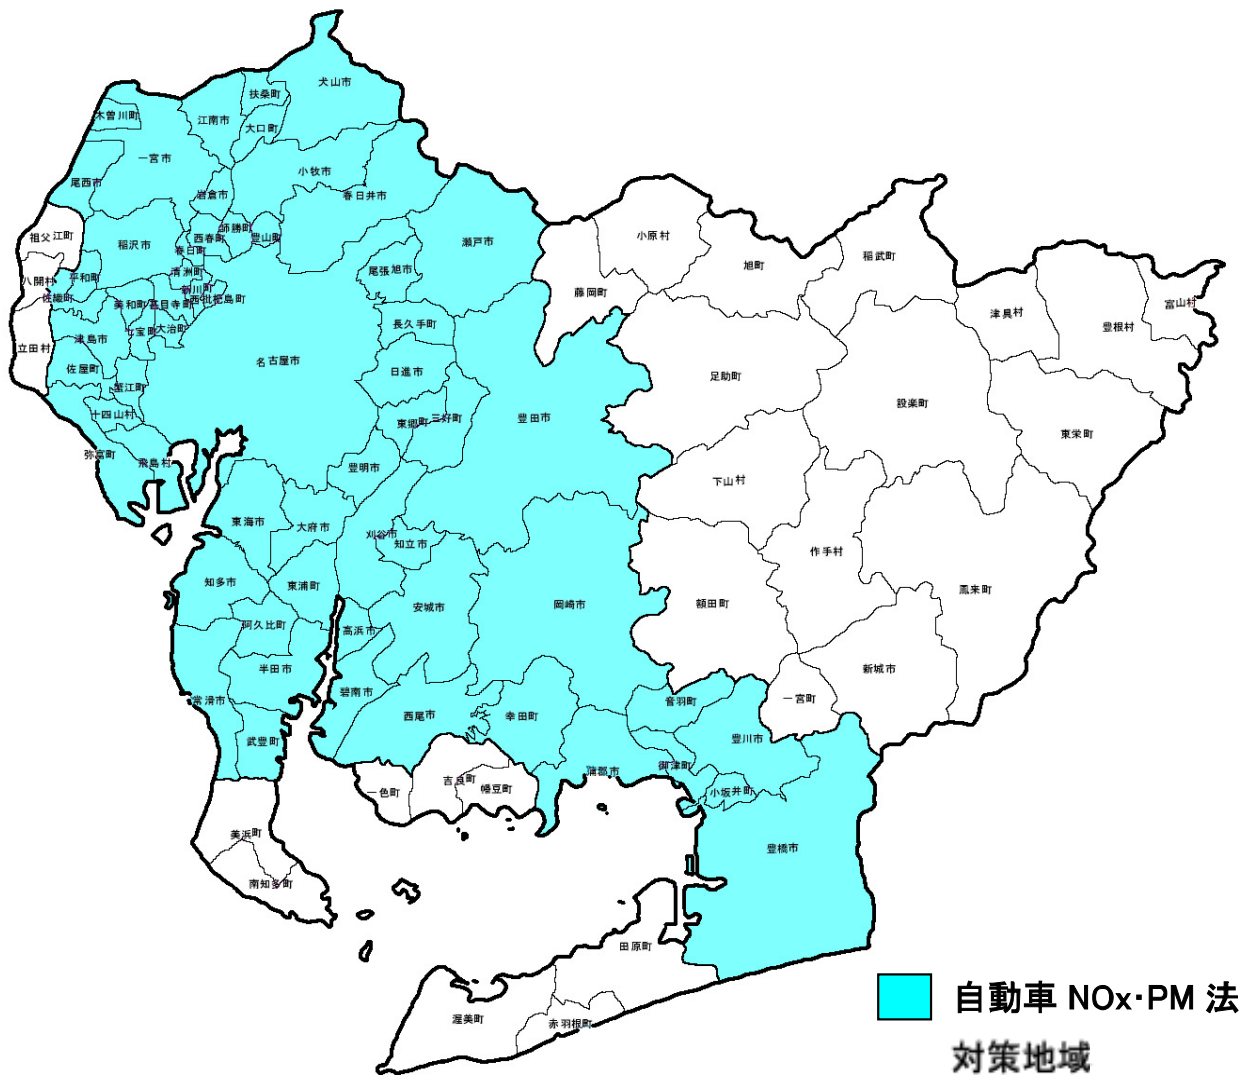 犬山市
扶桑町
木曽川町
江南市
大口町
一宮市
小牧市
尾西市
岩倉市
春日井市
師勝町
祖父江町
稲沢市
西春町
豊山町
瀬戸市
小原村
春日町
稲武町
旭町
八開村
平和町
清洲町
尾張旭市
新川町
藤岡町
佐織町
美和町
甚目寺町
西枇杷島町
富山村
津具村
豊根村
七宝町
大治町
長久手町
津島市
立田村
名古屋市
佐屋町
日進市
足助町
蟹江町
設楽町
十四山村
東郷町
三好町
豊田市
東栄町
弥富町
飛島村
豊明市
下山村
東海市
大府市
刈谷市
知立市
作手村
知多市
東浦町
鳳来町
安城市
岡崎市
額田町
阿久比町
高浜市
半田市
新城市
碧南市
常滑市
音羽町
一宮町
西尾市
幸田町
武豊町
豊川市
御津町
蒲郡市
吉良町
幡豆町
一色町
小坂井町
美浜町
豊橋市
南知多町
田原町
渥美町
赤羽根町
自動車 NOx・PM 法
対策地域